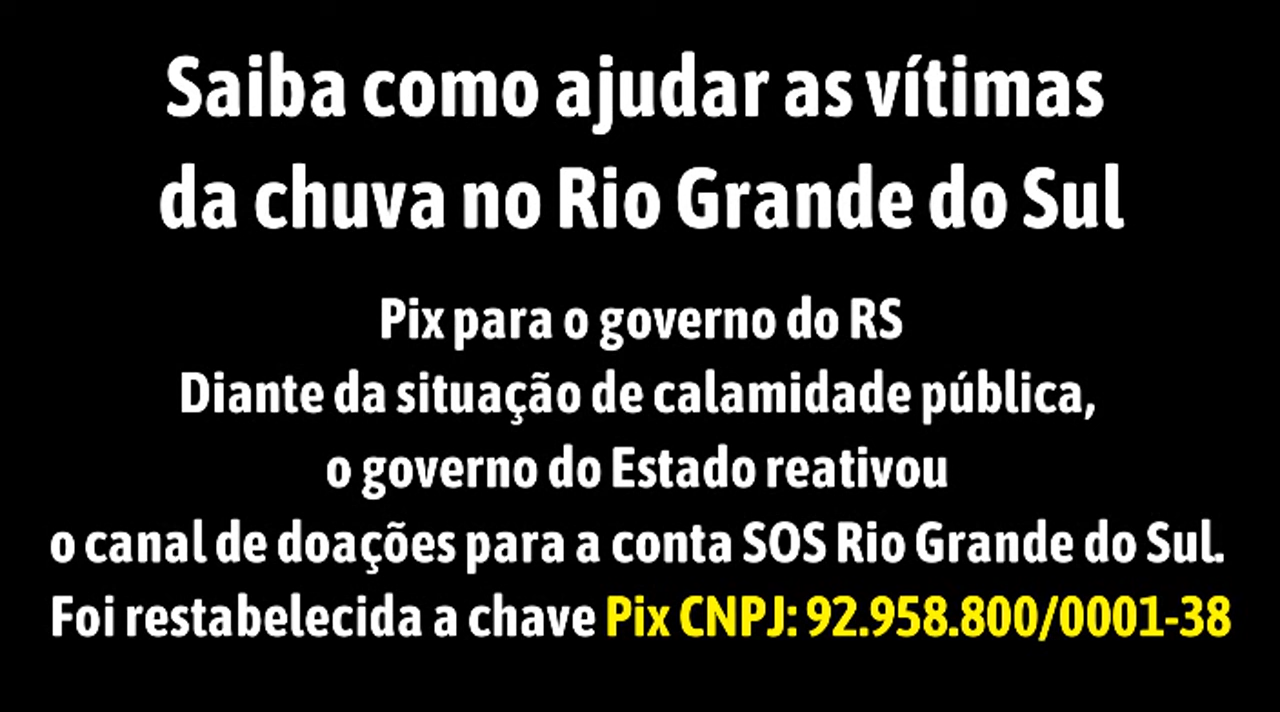 Saiba como ajudar as vítimas
da chuva no Rio Grande do Sul
Pix para o governo do RS
Diante da situação de calamidade pública,
o governo do Estado reativou
o canal de doações para a conta SOS Rio Grande do Sul.
Foi restabelecida a chave Pix CNPJ: 92.958.800/0001-38